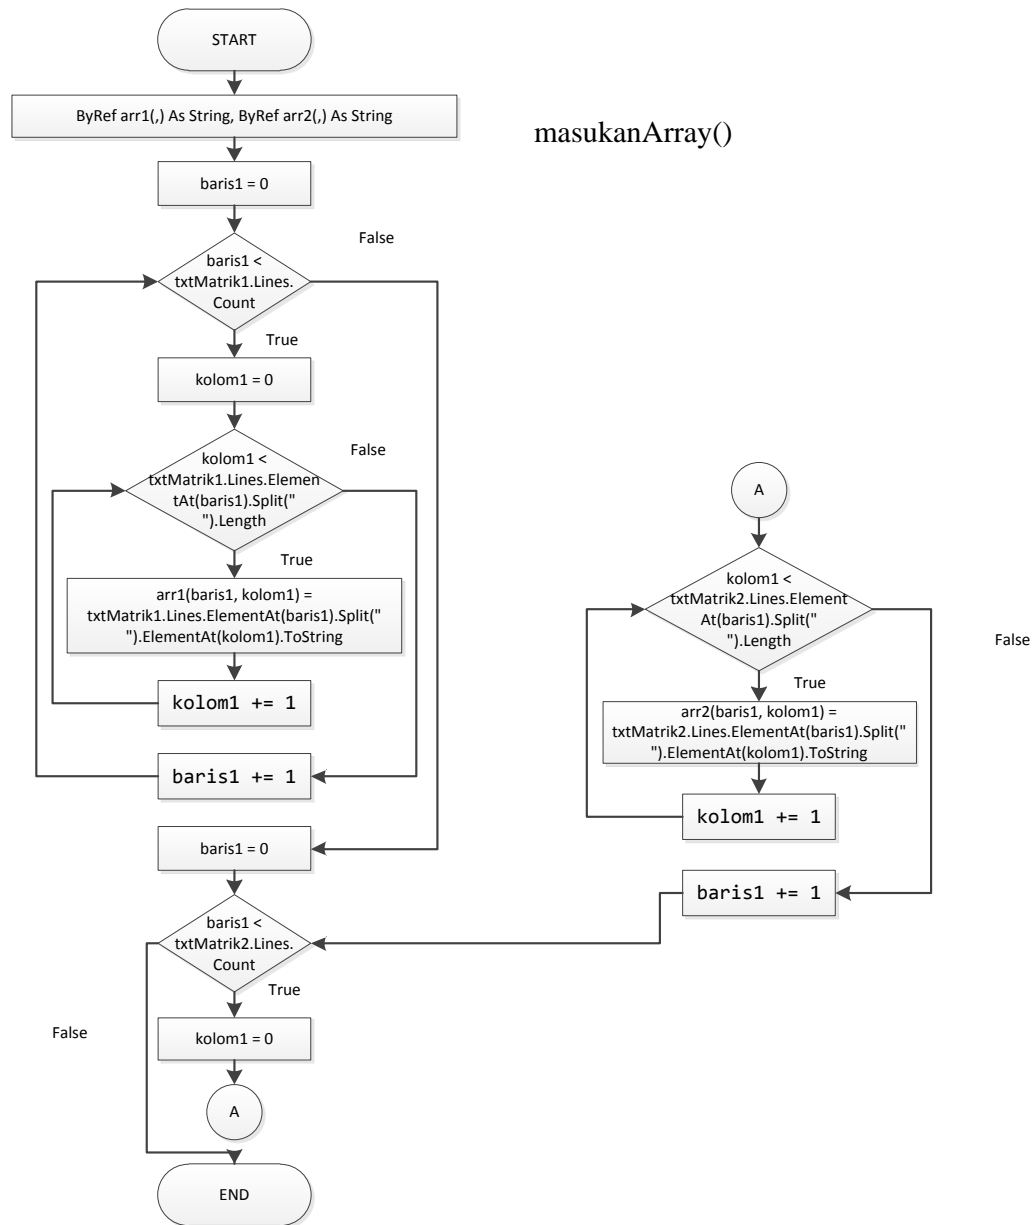 START
ByRef arr1(,) As String, ByRef arr2(,) As String
masukanArray()
baris1 = 0
False
baris1 <
txtMatrik1.Lines.
Count
True
kolom1 = 0
False
kolom1 <
txtMatrik1.Lines.Elemen
tAt(baris1).Split("
").Length
True
arr1(baris1, kolom1) =
txtMatrik1.Lines.ElementAt(baris1).Split("
").ElementAt(kolom1).ToString
kolom1 += 1
baris1 += 1
baris1 = 0
baris1 <
txtMatrik2.Lines.
Count
True
False
kolom1 = 0
A
END
A
kolom1 <
txtMatrik2.Lines.Element
At(baris1).Split("
").Length
False
True
arr2(baris1, kolom1) =
txtMatrik2.Lines.ElementAt(baris1).Split("
").ElementAt(kolom1).ToString
kolom1 += 1
baris1 += 1